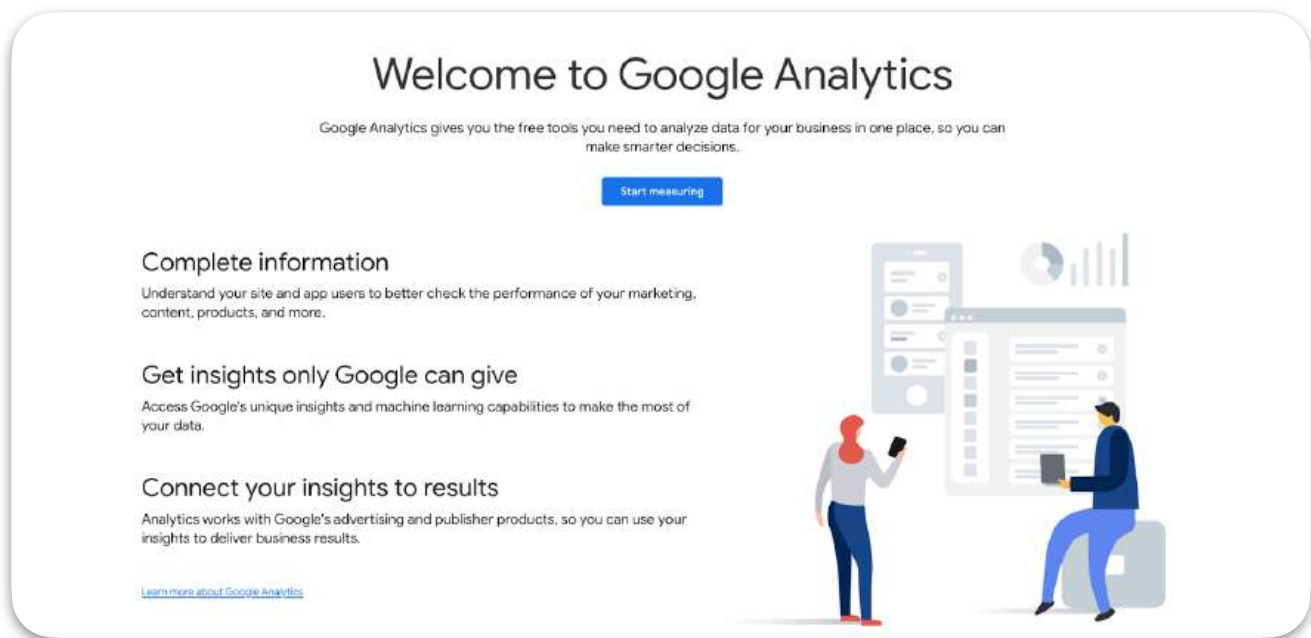 Welcome to Google Analytics
Google Analytics gives you the free tools you need to analyze data for your business in one place, so you can
make smarter decisions.
Start measuring
Complete information
Understand your site and app users to better check the performance of your marketing,
content, products, and more.
Get insights only Google can give
Access Google's unique insights and machine learning capabilities to make the most of
your data.
Connect your insights to results
Analytics works with Google's advertising and publisher products, so you can use your
insights to deliver business results.
Learn more about Google Analytics